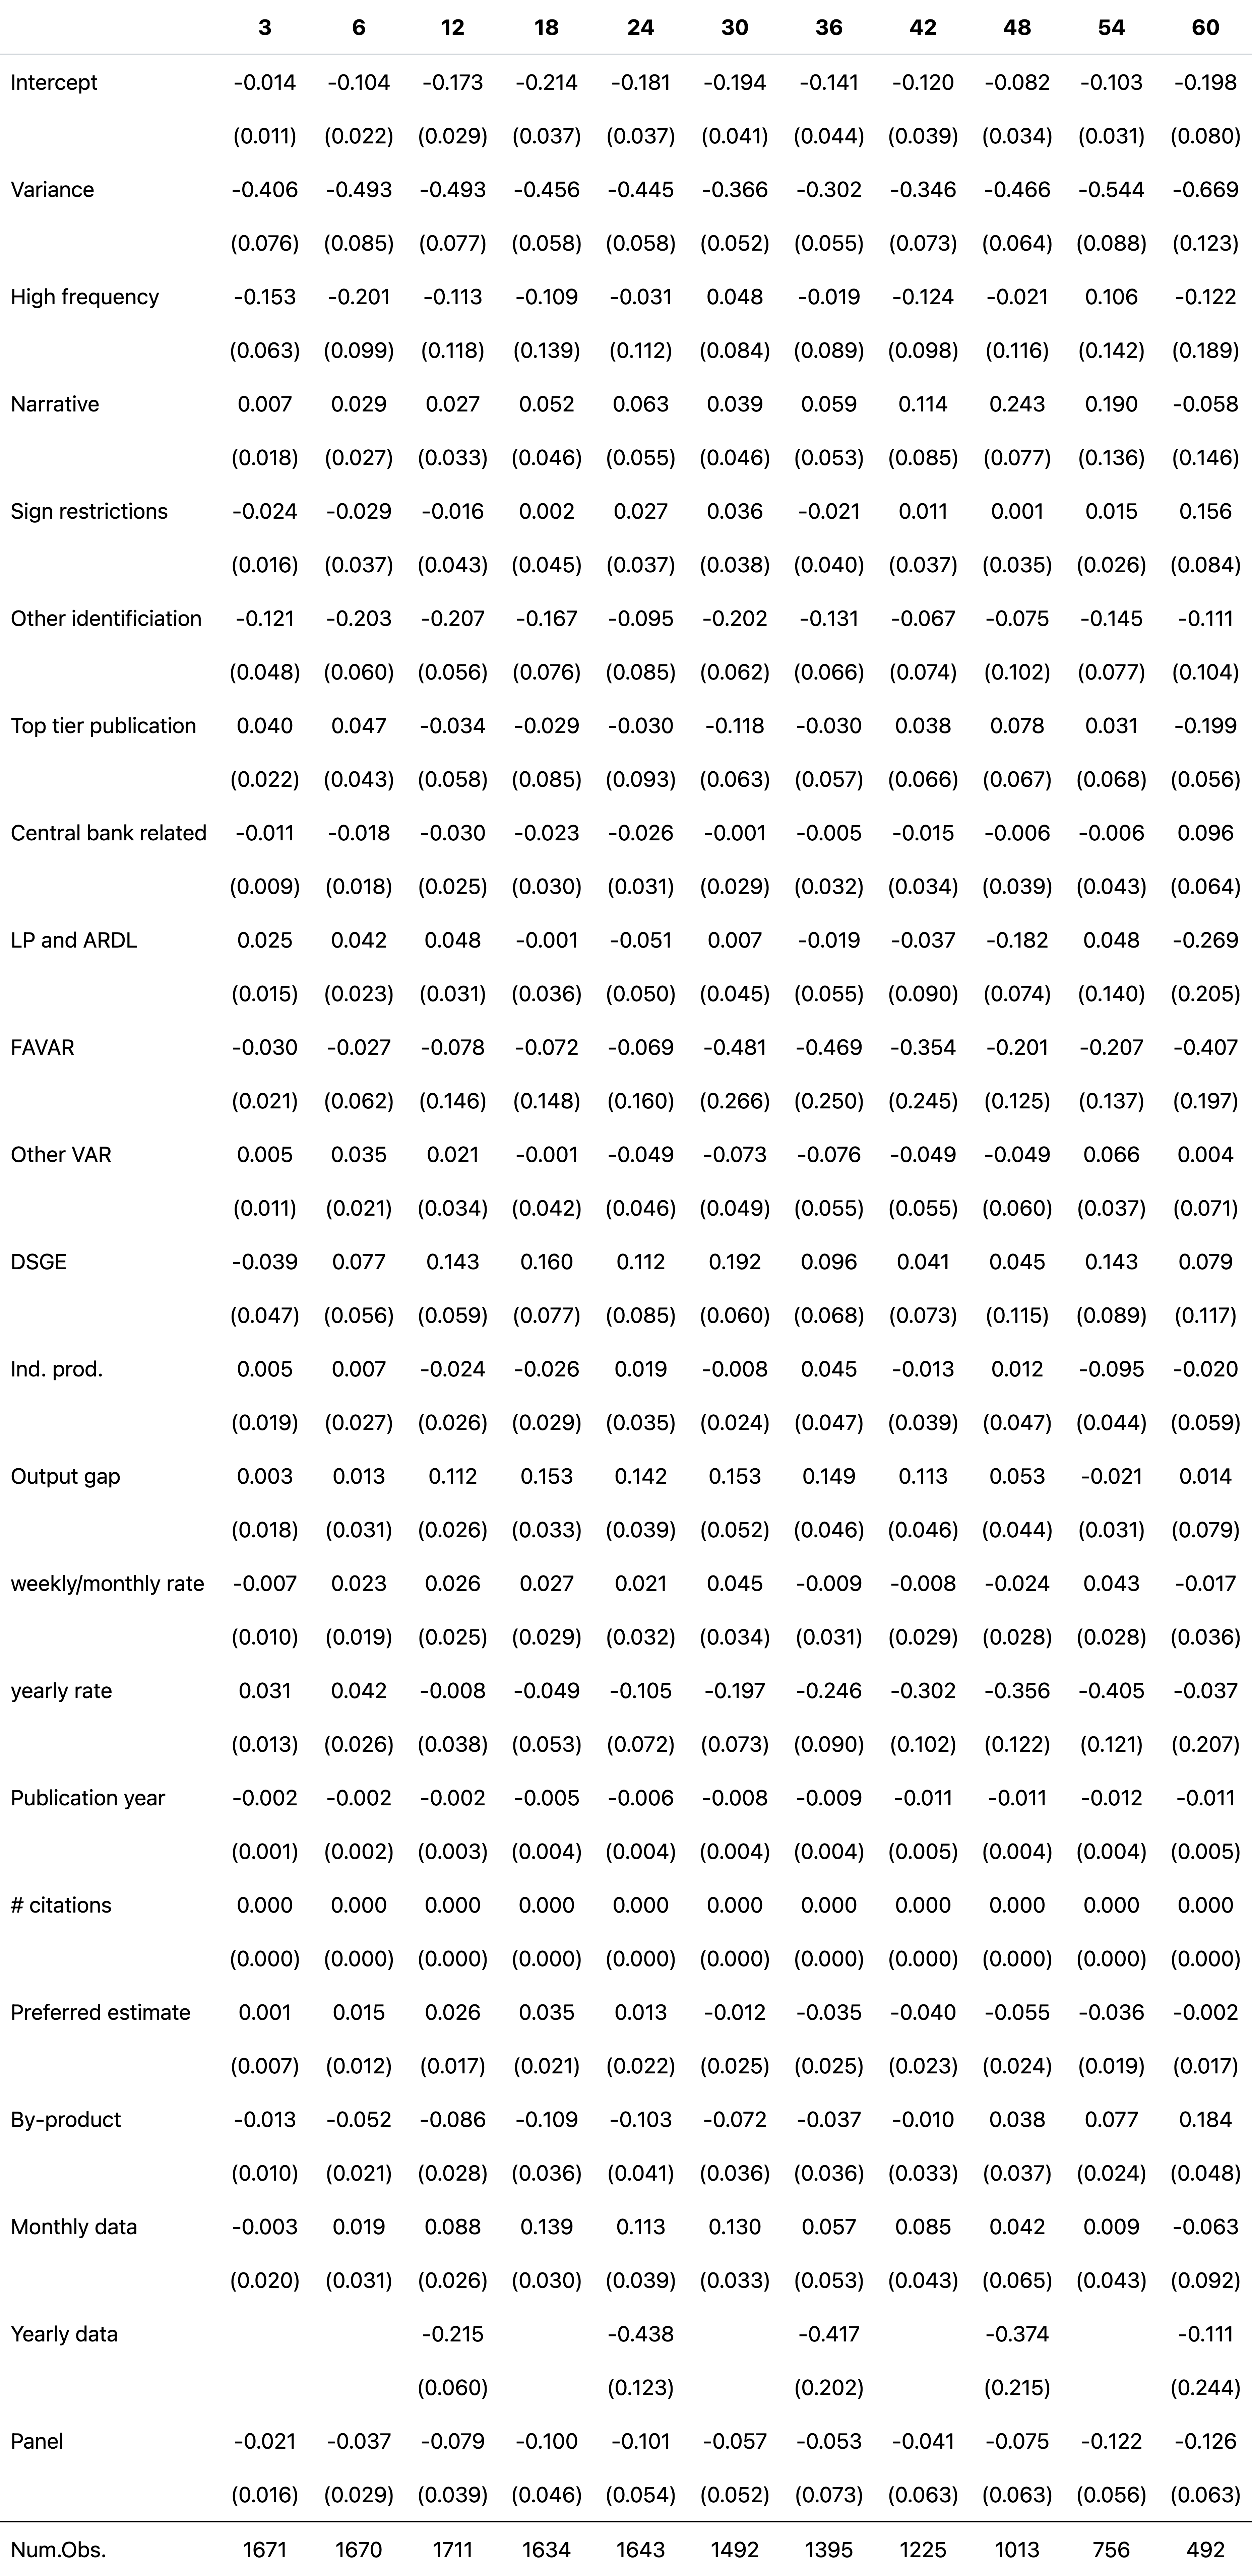 3 6 12 18 24 30 36 42 48 54 60
Intercept -0.014 -0.104 -0.173 -0.214 -0.181 -0.194 -0.141 -0.120 -0.082 -0.103 -0.198
(0.011) (0.022) (0.029) (0.037) (0.037) (0.041) (0.044) (0.039) (0.034) (0.031) (0.080)
Variance -0.406 -0.493 -0.493 -0.456 -0.445 -0.366 -0.302 -0.346 -0.466 -0.544 -0.669
(0.076) (0.085) (0.077) (0.058) (0.058) (0.052) (0.055) (0.073) (0.064) (0.088) (0.123)
High frequency -0.153 -0.201 -0.113 -0.109 -0.031 0.048 -0.019 -0.124 -0.021 0.106 -0.122
(0.063) (0.099) (0.118) (0.139) (0.112) (0.084) (0.089) (0.098) (0.116) (0.142) (0.189)
Narrative 0.007 0.029 0.027 0.052 0.063 0.039 0.059 0.114 0.243 0.190 -0.058
(0.018) (0.027) (0.033) (0.046) (0.055) (0.046) (0.053) (0.085) (0.077) (0.136) (0.146)
Sign restrictions -0.024 -0.029 -0.016 0.002 0.027 0.036 -0.021 0.011 0.001 0.015 0.156
(0.016) (0.037) (0.043) (0.045) (0.037) (0.038) (0.040) (0.037) (0.035) (0.026) (0.084)
Other identificiation -0.121 -0.203 -0.207 -0.167 -0.095 -0.202 -0.131 -0.067 -0.075 -0.145 -0.111
(0.048) (0.060) (0.056) (0.076) (0.085) (0.062) (0.066) (0.074) (0.102) (0.077) (0.104)
Top tier publication 0.040 0.047 -0.034 -0.029 -0.030 -0.118 -0.030 0.038 0.078 0.031 -0.199
(0.022) (0.043) (0.058) (0.085) (0.093) (0.063) (0.057) (0.066) (0.067) (0.068) (0.056)
Central bank related -0.011 -0.018 -0.030 -0.023 -0.026 -0.001 -0.005 -0.015 -0.006 -0.006 0.096
(0.009) (0.018) (0.025) (0.030) (0.031) (0.029) (0.032) (0.034) (0.039) (0.043) (0.064)
LP and ARDL 0.025 0.042 0.048 -0.001 -0.051 0.007 -0.019 -0.037 -0.182 0.048 -0.269
(0.015) (0.023) (0.031) (0.036) (0.050) (0.045) (0.055) (0.090) (0.074) (0.140) (0.205)
FAVAR -0.030 -0.027 -0.078 -0.072 -0.069 -0.481 -0.469 -0.354 -0.201 -0.207 -0.407
(0.021) (0.062) (0.146) (0.148) (0.160) (0.266) (0.250) (0.245) (0.125) (0.137) (0.197)
Other VAR 0.005 0.035 0.021 -0.001 -0.049 -0.073 -0.076 -0.049 -0.049 0.066 0.004
(0.011) (0.021) (0.034) (0.042) (0.046) (0.049) (0.055) (0.055) (0.060) (0.037) (0.071)
DSGE -0.039 0.077 0.143 0.160 0.112 0.192 0.096 0.041 0.045 0.143 0.079
(0.047) (0.056) (0.059) (0.077) (0.085) (0.060) (0.068) (0.073) (0.115) (0.089) (0.117)
Ind. prod. 0.005 0.007 -0.024 -0.026 0.019 -0.008 0.045 -0.013 0.012 -0.095 -0.020
(0.019) (0.027) (0.026) (0.029) (0.035) (0.024) (0.047) (0.039) (0.047) (0.044) (0.059)
Output gap 0.003 0.013 0.112 0.153 0.142 0.153 0.149 0.113 0.053 -0.021 0.014
(0.018) (0.031) (0.026) (0.033) (0.039) (0.052) (0.046) (0.046) (0.044) (0.031) (0.079)
weekly/monthly rate -0.007 0.023 0.026 0.027 0.021 0.045 -0.009 -0.008 -0.024 0.043 -0.017
(0.010) (0.019) (0.025) (0.029) (0.032) (0.034) (0.031) (0.029) (0.028) (0.028) (0.036)
yearly rate 0.031 0.042 -0.008 -0.049 -0.105 -0.197 -0.246 -0.302 -0.356 -0.405 -0.037
(0.013) (0.026) (0.038) (0.053) (0.072) (0.073) (0.090) (0.102) (0.122) (0.121) (0.207)
Publication year -0.002 -0.002 -0.002 -0.005 -0.006 -0.008 -0.009 -0.011 -0.011 -0.012 -0.011
(0.001) (0.002) (0.003) (0.004) (0.004) (0.004) (0.004) (0.005) (0.004) (0.004) (0.005)
# citations 0.000 0.000 0.000 0.000 0.000 0.000 0.000 0.000 0.000 0.000 0.000
(0.000) (0.000) (0.000) (0.000) (0.000) (0.000) (0.000) (0.000) (0.000) (0.000) (0.000)
Preferred estimate 0.001 0.015 0.026 0.035 0.013 -0.012 -0.035 -0.040 -0.055 -0.036 -0.002
(0.007) (0.012) (0.017) (0.021) (0.022) (0.025) (0.025) (0.023) (0.024) (0.019) (0.017)
By-product -0.013 -0.052 -0.086 -0.109 -0.103 -0.072 -0.037 -0.010 0.038 0.077 0.184
(0.010) (0.021) (0.028) (0.036) (0.041) (0.036) (0.036) (0.033) (0.037) (0.024) (0.048)
Monthly data -0.003 0.019 0.088 0.139 0.113 0.130 0.057 0.085 0.042 0.009 -0.063
(0.020) (0.031) (0.026) (0.030) (0.039) (0.033) (0.053) (0.043) (0.065) (0.043) (0.092)
Yearly data -0.215 -0.438 -0.417 -0.374 -0.111
(0.060) (0.123) (0.202) (0.215) (0.244)
Panel -0.021 -0.037 -0.079 -0.100 -0.101 -0.057 -0.053 -0.041 -0.075 -0.122 -0.126
(0.016) (0.029) (0.039) (0.046) (0.054) (0.052) (0.073) (0.063) (0.063) (0.056) (0.063)
Num.Obs. 1671 1670 1711 1634 1643 1492 1395 1225 1013 756 492